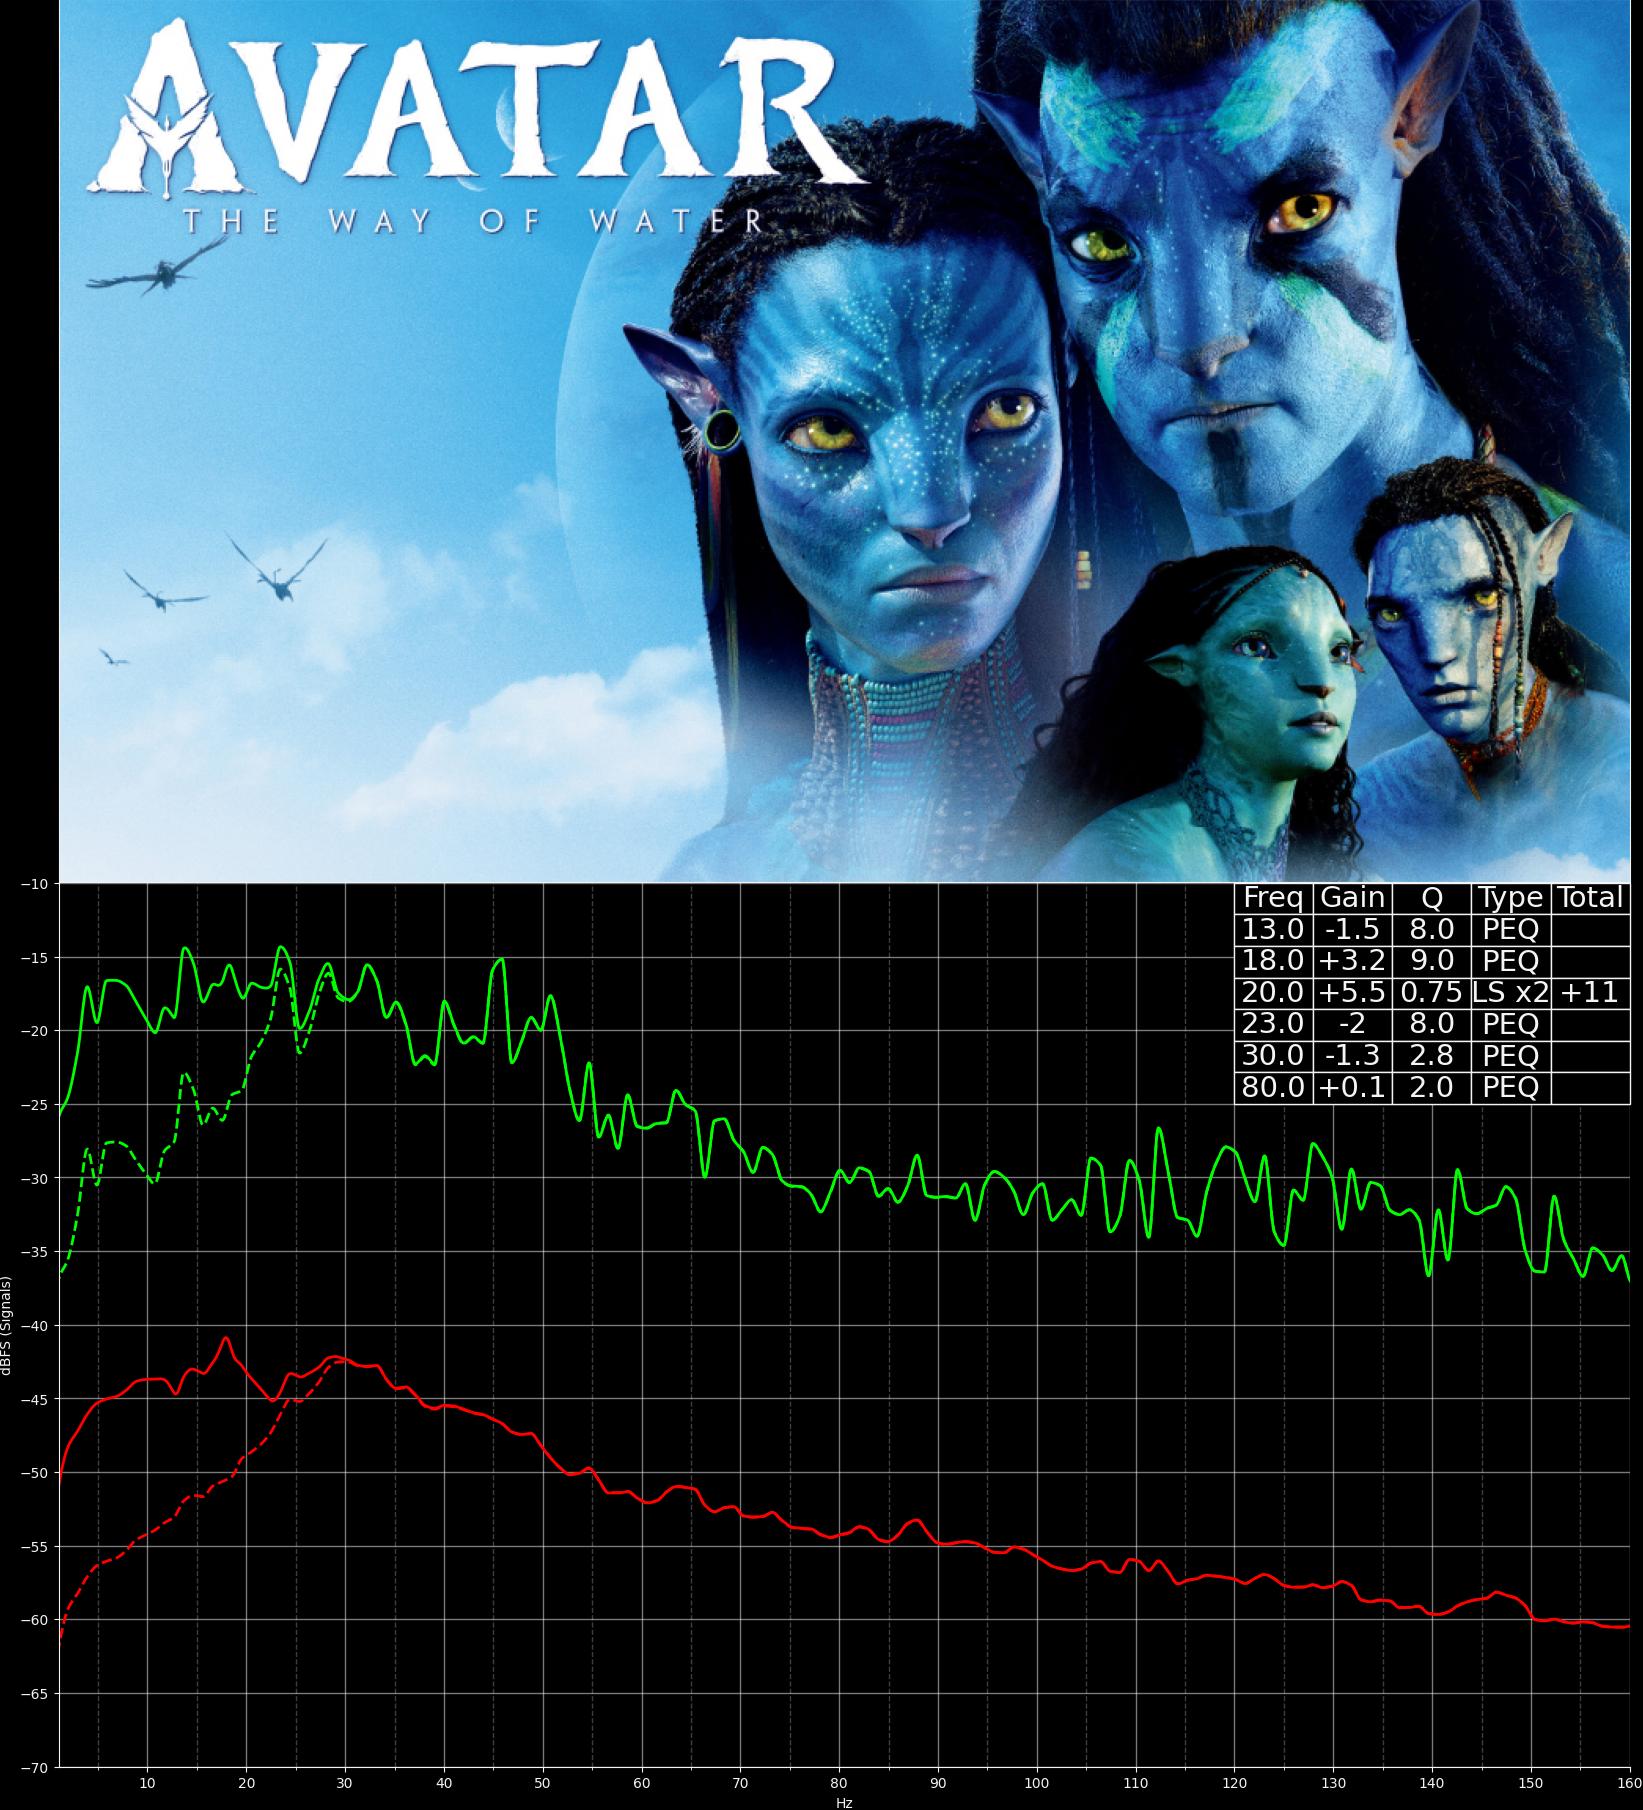 AVATAR
THE WAY OF WATER
Freq Gain Q Type Total
13.0 -1.5 8.0 PEQ
18.0 +3.2 9.0 PEQ
20.0 +5.5 0.75 LS x2 +11
23.0 -2 8.0 PEQ
30.0 -1.3 2.8 PEQ
80.0 +0.1 2.0 PEQ
−10
−15
−20
−25
−30
−35
−40
−45
−50
−55
−60
−65
−70
dBFS (Signals)
10 20 30 40 50 60 70 80 90 100 110 120 130 140 150 160
Hz